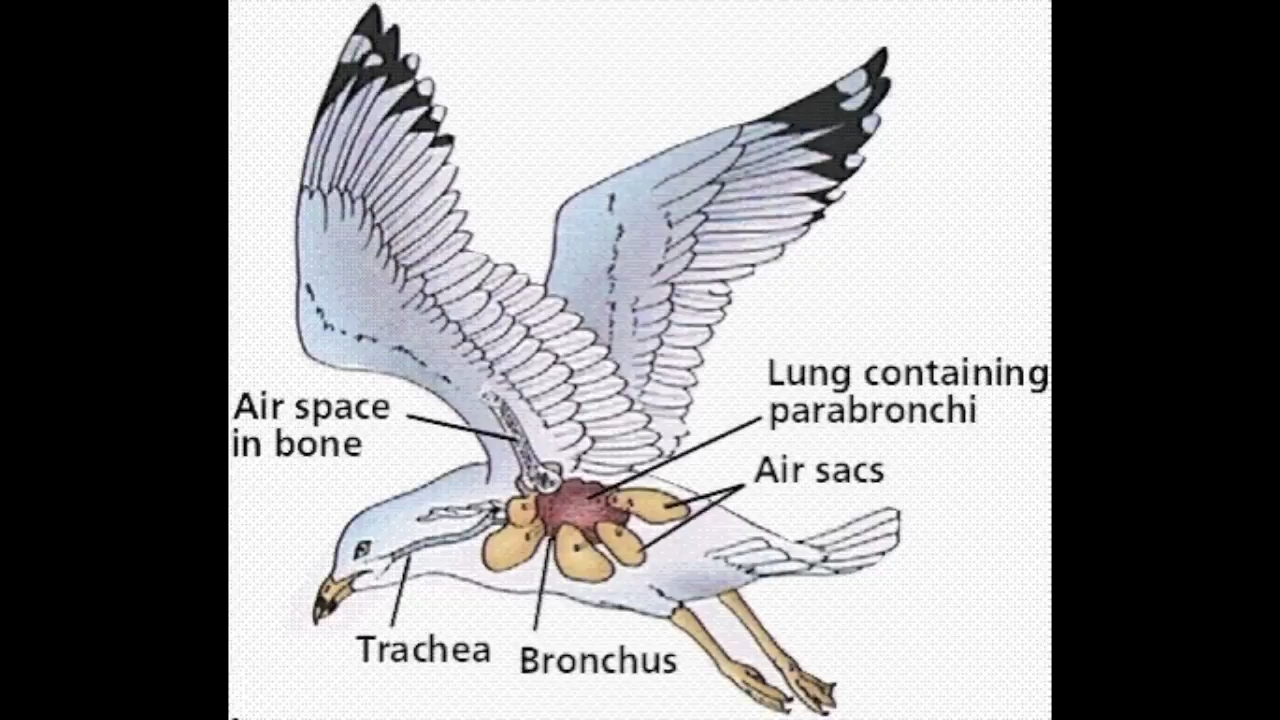 Air space
in bone
Lung containing
parabronchi
Air sacs
Trachea
Bronchus